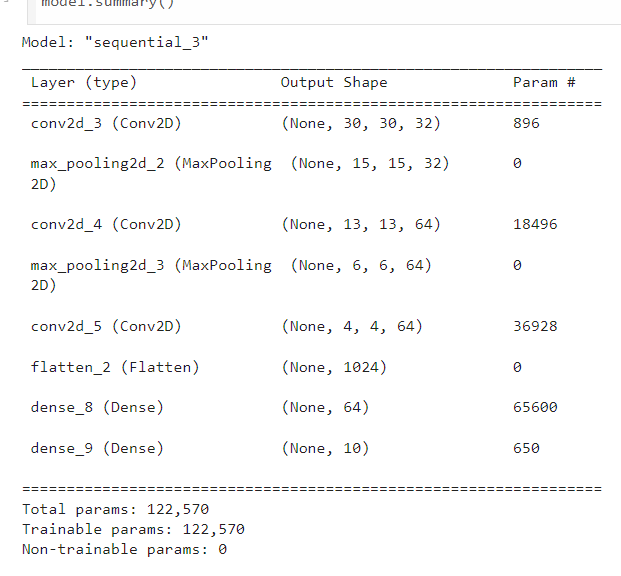 model.summary()
Model: "sequential_3"
_________________________________________________________________
Layer (type) Output Shape Param #
=================================================================
conv2d_3 (Conv2D) (None, 30, 30, 32) 896
max_pooling2d_2 (MaxPooling (None, 15, 15, 32) 0
2D)
conv2d_4 (Conv2D) (None, 13, 13, 64) 18496
max_pooling2d_3 (MaxPooling (None, 6, 6, 64) 0
2D)
conv2d_5 (Conv2D) (None, 4, 4, 64) 36928
flatten_2 (Flatten) (None, 1024) 0
dense_8 (Dense) (None, 64) 65600
dense_9 (Dense) (None, 10) 650
=================================================================
Total params: 122,570
Trainable params: 122,570
Non-trainable params: 0